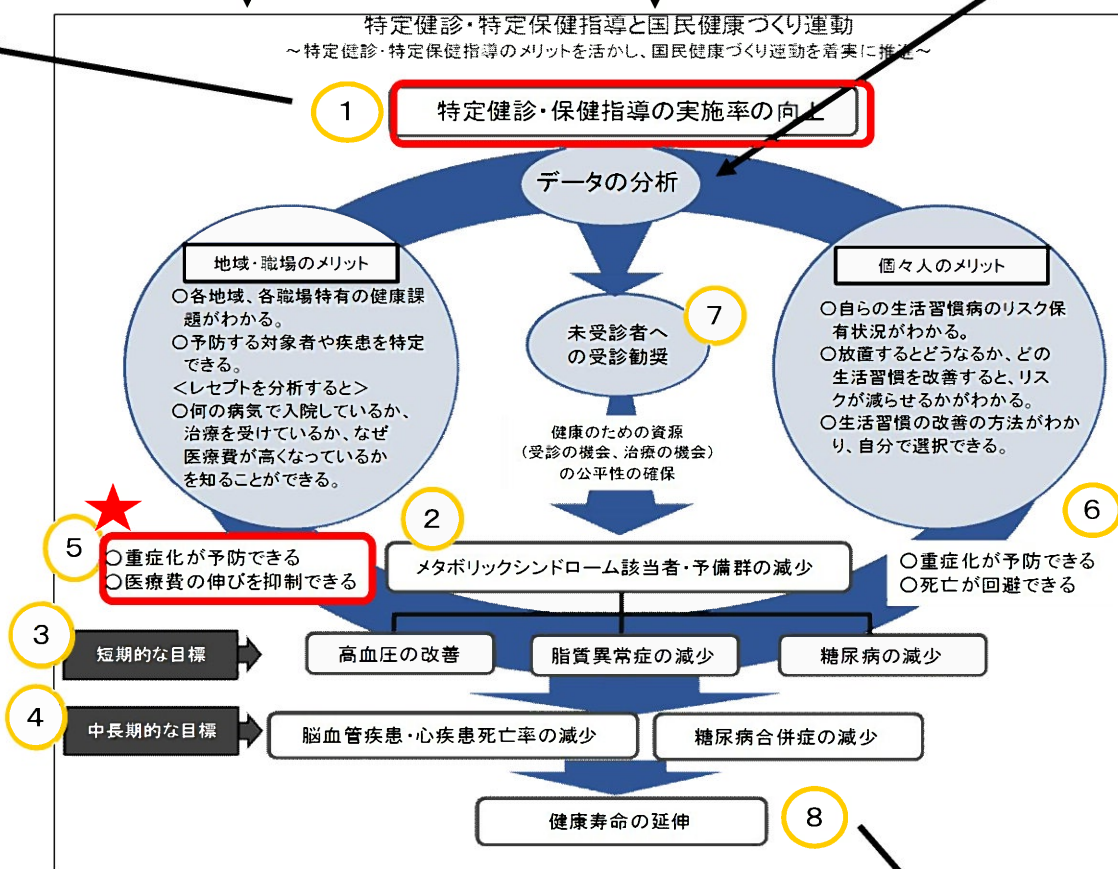 特定健診・特定保健指導と国民健康づくり運動
～特定健診・特定保健指導のメリットを活かし、国民健康づくり運動を着実に推進～
1
特定健診・保健指導の実施率の向上
データの分析
地域・職場のメリット
○各地域、各職場特有の健康課
題がわかる。
○予防する対象者や疾患を特定
できる。
＜レセプトを分析すると＞
○何の病気で入院しているか、
治療を受けているか、なぜ
医療費が高くなっているか
を知ることができる。
未受診者へ
の受診勧奨
7
健康のための資源
（受診の機会、治療の機会）
の公平性の確保
個々人のメリット
○自らの生活習慣病のリスク保
有状況がわかる。
○放置するとどうなるか、どの
生活習慣を改善すると、リス
クが減らせるかがわかる。
○生活習慣の改善の方法がわか
り、自分で選択できる。
5
○重症化が予防できる
○医療費の伸びを抑制できる
2
メタボリックシンドローム該当者・予備群の減少
6
○重症化が予防できる
○死亡が回避できる
3
短期的な目標
高血圧の改善
脂質異常症の減少
糖尿病の減少
4
中長期的な目標
脳血管疾患・心疾患死亡率の減少
糖尿病合併症の減少
健康寿命の延伸
8